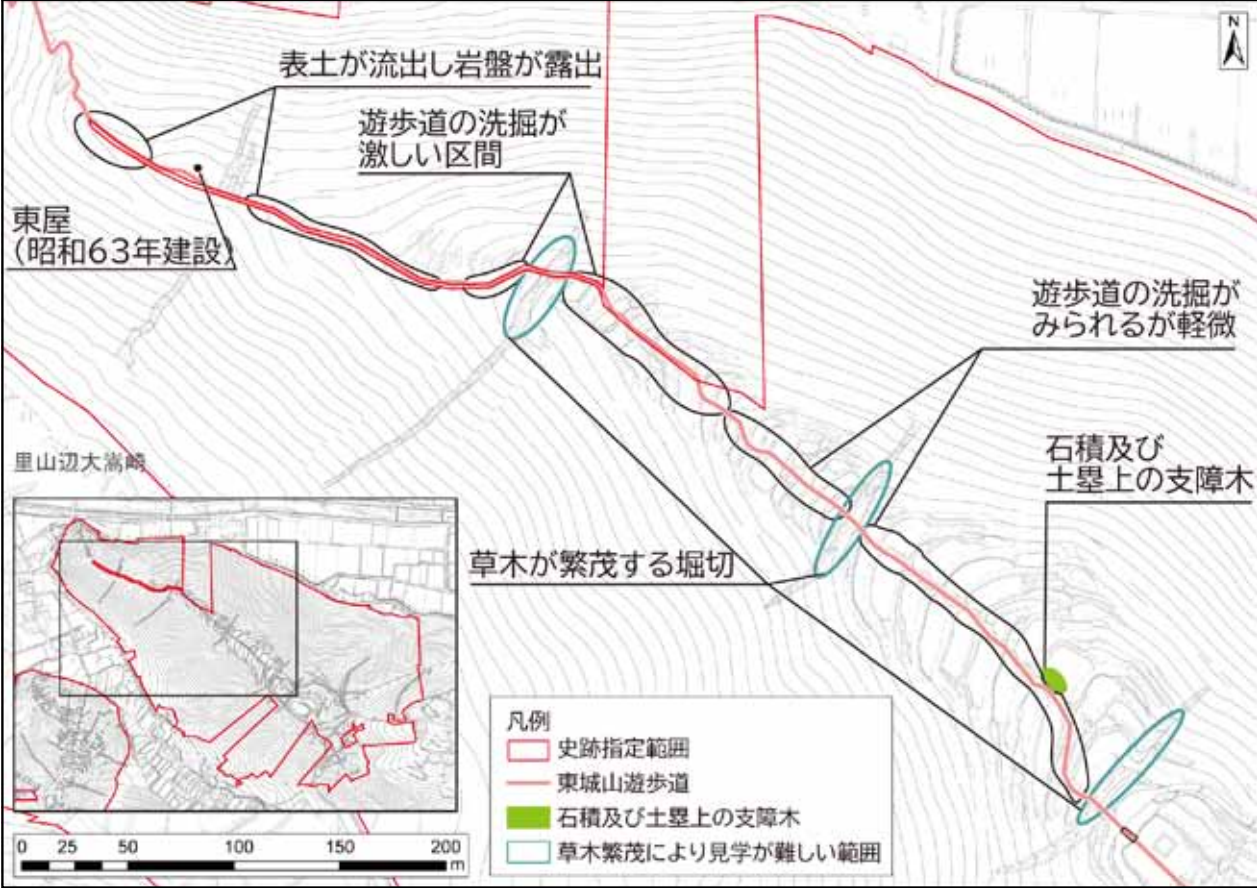 N
表土が流出し岩盤が露出
遊歩道の洗掘が
激しい区間
東屋
(昭和63年建設)
遊歩道の洗掘が
みられるが軽微
石積及び
土塁上の支障木
里山辺大嵩崎
草木が繁茂する堀切
凡例
史跡指定範囲
東城山遊歩道
石積及び土塁上の支障木
草木繁茂により見学が難しい範囲
0 25 50 100 150 200
m